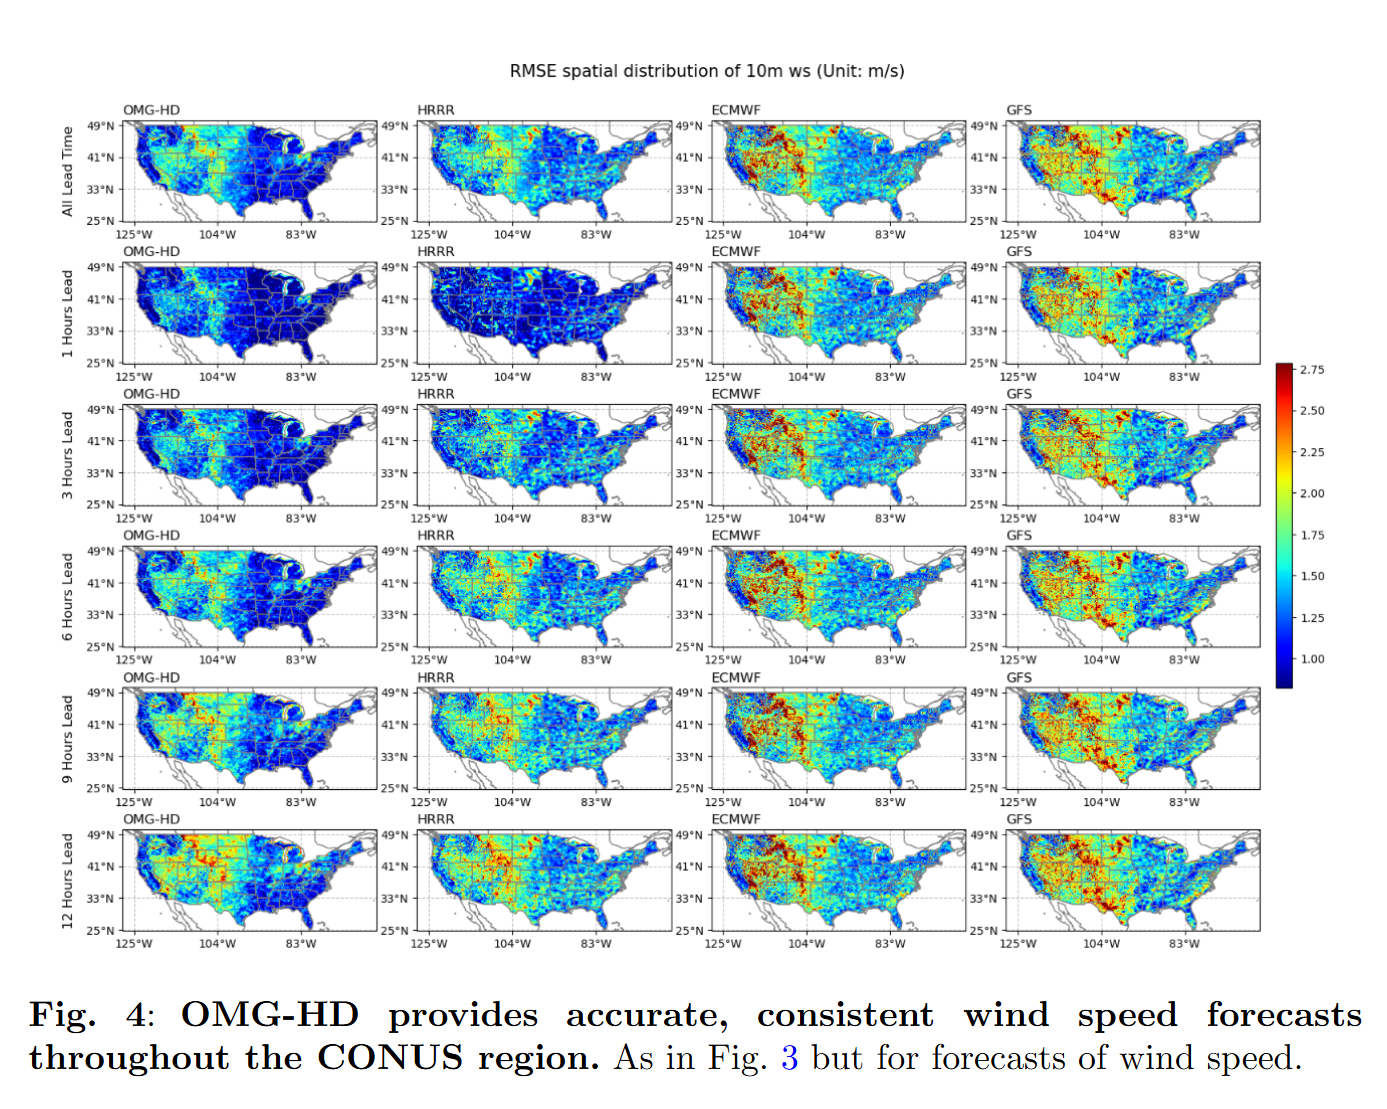 RMSE spatial distribution of 10m ws (Unit: m/s)
OMG-HD HRRR ECMWF GFS
All Lead Time
49°N
41°N
33°N
25°N 25°N 25°N 25°N
125°W 104°W 83°W 125°W 104°W 83°W 125°W 104°W 83°W 125°W 104°W 83°W
OMG-HD HRRR ECMWF GFS
1 Hours Lead
49°N 49°N 49°N 49°N
41°N 41°N 41°N 41°N
33°N 33°N 33°N 33°N
25°N 25°N 25°N 25°N
125°W 104°W 83°W 125°W 104°W 83°W 125°W 104°W 83°W 125°W 104°W 83°W
OMG-HD HRRR ECMWF GFS
3 Hours Lead
49°N 49°N 49°N 49°N
41°N 41°N 41°N 41°N
33°N 33°N 33°N 33°N
25°N 25°N 25°N 25°N
125°W 104°W 83°W 125°W 104°W 83°W 125°W 104°W 83°W 125°W 104°W 83°W
OMG-HD HRRR ECMWF GFS
6 Hours Lead
49°N 49°N 49°N 49°N
41°N 41°N 41°N 41°N
33°N 33°N 33°N 33°N
25°N 25°N 25°N 25°N
125°W 104°W 83°W 125°W 104°W 83°W 125°W 104°W 83°W 125°W 104°W 83°W
OMG-HD HRRR ECMWF GFS
9 Hours Lead
49°N 49°N 49°N 49°N
41°N 41°N 41°N 41°N
33°N 33°N 33°N 33°N
25°N 25°N 25°N 25°N
125°W 104°W 83°W 125°W 104°W 83°W 125°W 104°W 83°W 125°W 104°W 83°W
OMG-HD HRRR ECMWF GFS
12 Hours Lead
49°N 49°N 49°N 49°N
41°N 41°N 41°N 41°N
33°N 33°N 33°N 33°N
25°N 25°N 25°N 25°N
125°W 104°W 83°W 125°W 104°W 83°W 125°W 104°W 83°W 125°W 104°W 83°W
2.75
2.50
2.25
2.00
1.75
1.50
1.25
1.00
Fig. 4: OMG-HD provides accurate, consistent wind speed forecasts
throughout the CONUS region. As in Fig. 3 but for forecasts of wind speed.